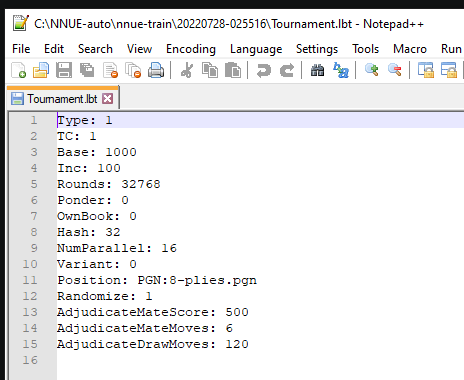 C:\NNUE-auto\nnue-train\20220728-025516\Tournament.lbt - Notepad++
File Edit Search View Encoding Language Settings Tools Macro Run
Tournament.lbt
1 Type: 1
2 TC: 1
3 Base: 1000
4 Inc: 100
5 Rounds: 32768
6 Ponder: 0
7 OwnBook: 0
8 Hash: 32
9 NumParallel: 16
10 Variant: 0
11 Position: PGN:8-plies.pgn
12 Randomize: 1
13 AdjudicateMateScore: 500
14 AdjudicateMateMoves: 6
15 AdjudicateDrawMoves: 120
16